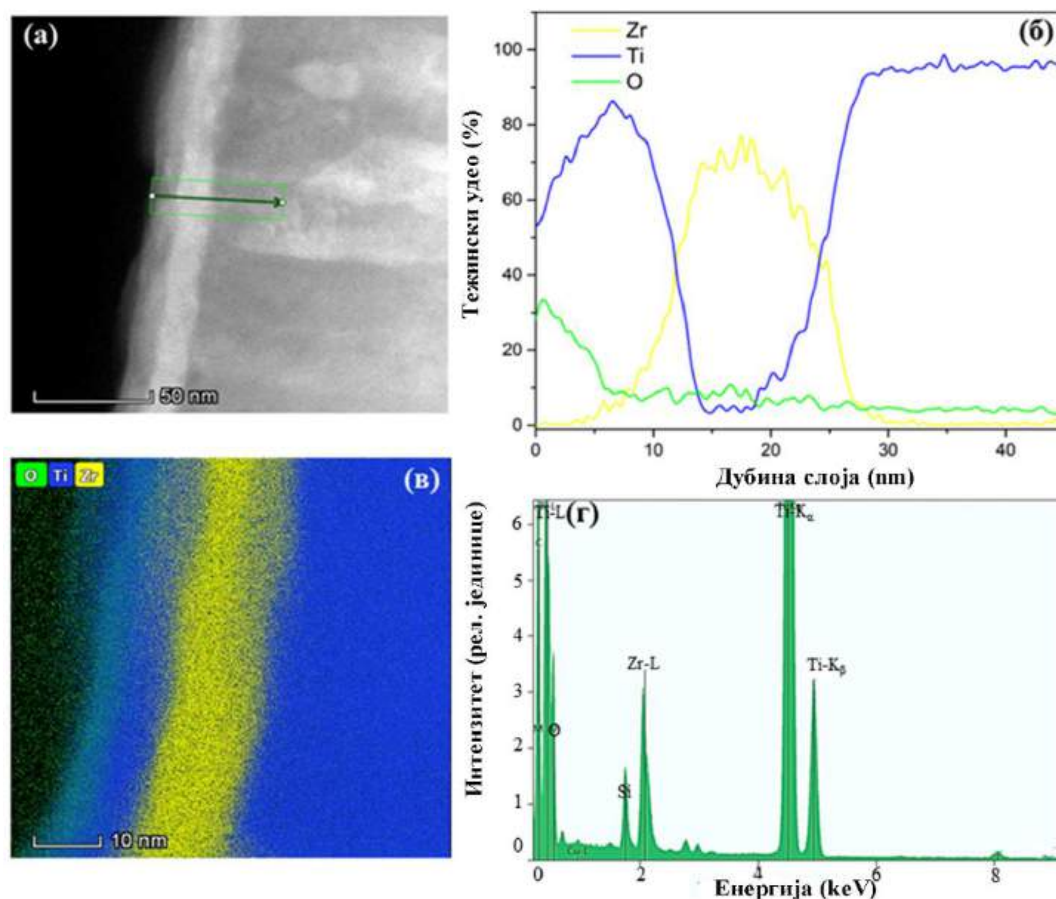 (а)
50 nm
(б)
Zr
Ti
O
100
80
60
40
20
0
Тежински удео (%)
0 10 20 30 40
Дубина слоја (nm)
O Ti Zr
(в)
10 nm
(г)
Ti-L
Ti-Kα
6
5
4
3
2
1
0
C
Zr-L
Ti-Kβ
O
Si
Интензитет (рел. јединице)
0 2 4 6 8
Енергија (keV)